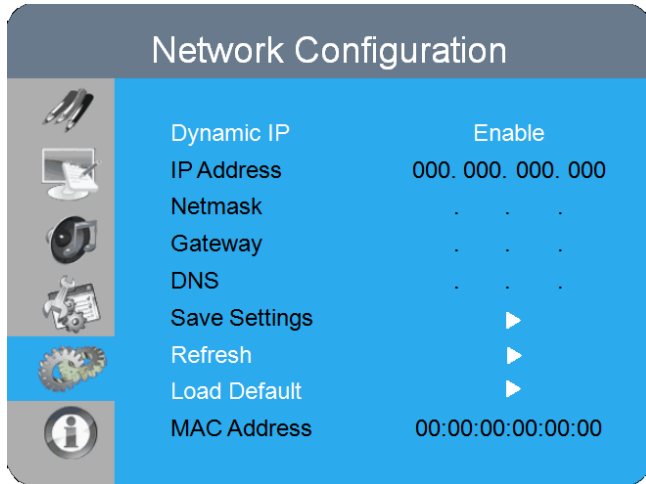 Network Configuration
Dynamic IP Enable
IP Address 000. 000. 000. 000
Netmask . . .
Gateway . . .
DNS . . .
Save Settings
Refresh
Load Default
MAC Address 00:00:00:00:00:00